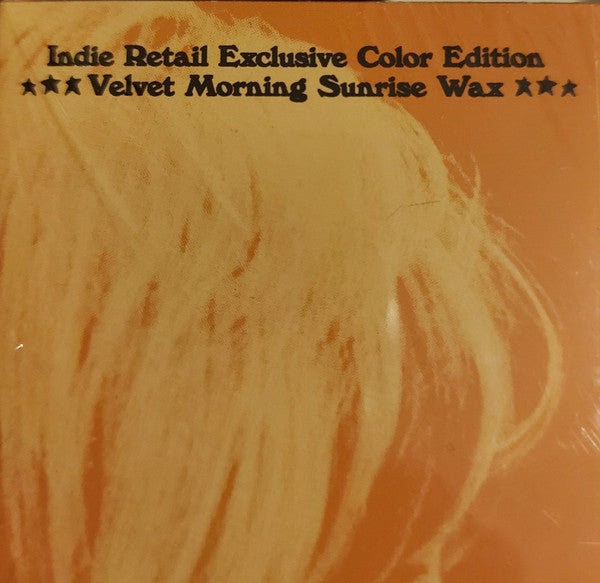 Indie Retail Exclusive Color Edition
★★★Velvet Morning Sunrise Wax ★★★